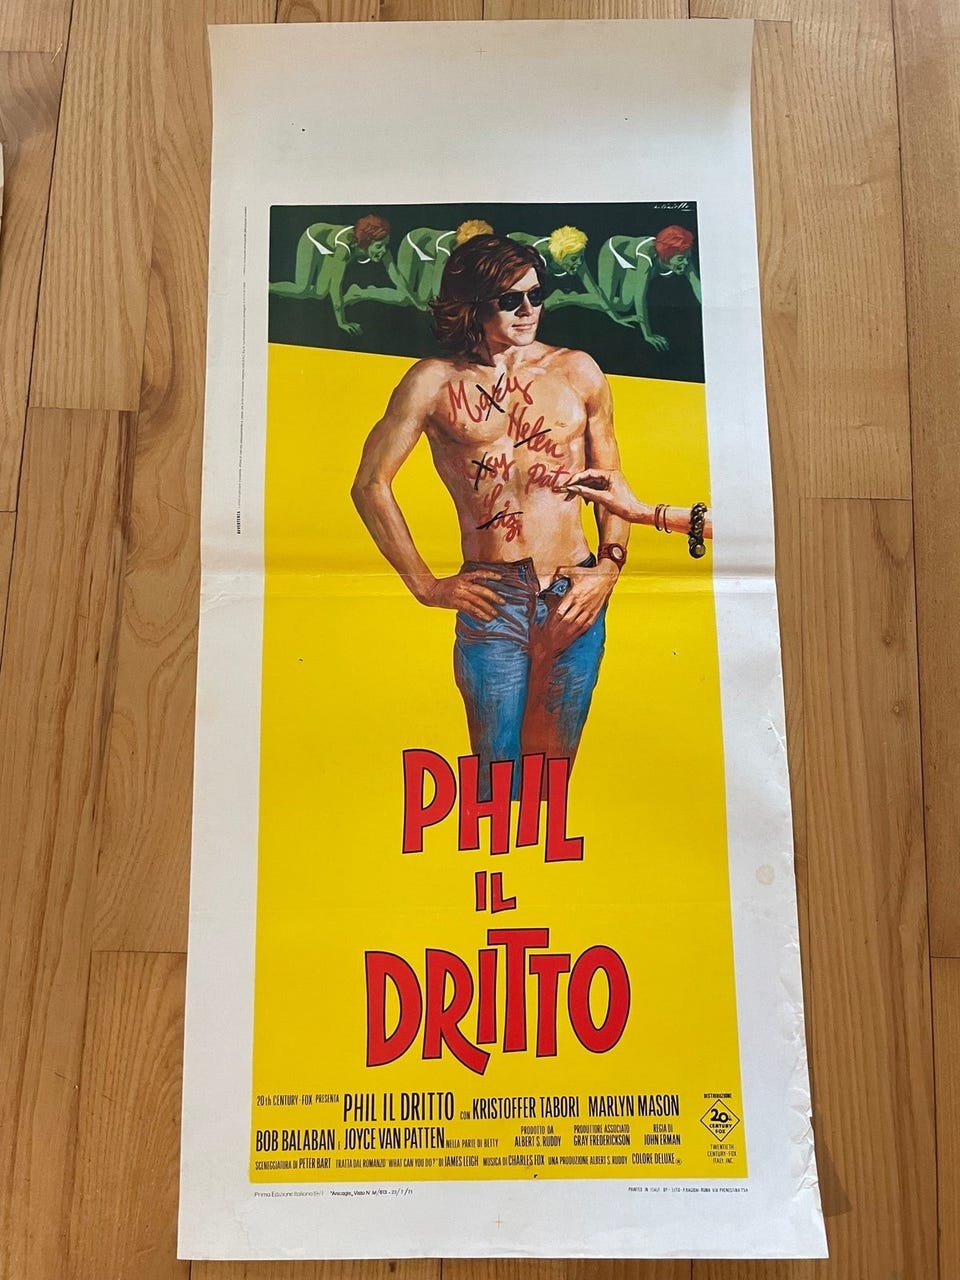 Helen
Pat
Liz
PHIL
IL
DRITTO
20th CENTURY-FOX PRESENTA PHIL IL DRITTO CON KRISTOFFER TABORI MARLYN MASON
BOB BALABAN E JOYCE VAN PATTEN NELLA PARTE DI BETTY PRODOTTO DA ALBERT S. RUDDY PRODUTTORE ASSOCIATO GRAY FREDERICKSON REGIA DI JOHN ERMAN
SCENEGGIATURA DI PETER BART TRATTA DAL ROMANZO "WHAT CAN YOU DO?" DI JAMES LEIGH MUSICA DI CHARLES FOX UNA PRODUZIONE ALBERT S. RUDDY COLORE DELUXE
DISTRIBUZIONE
20th
CENTURY
FOX
TWENTIETH
CENTURY-FOX
ITALY, INC.
Prima Edizione Italiana
PRINTED IN ITALY
AVVERTENZA